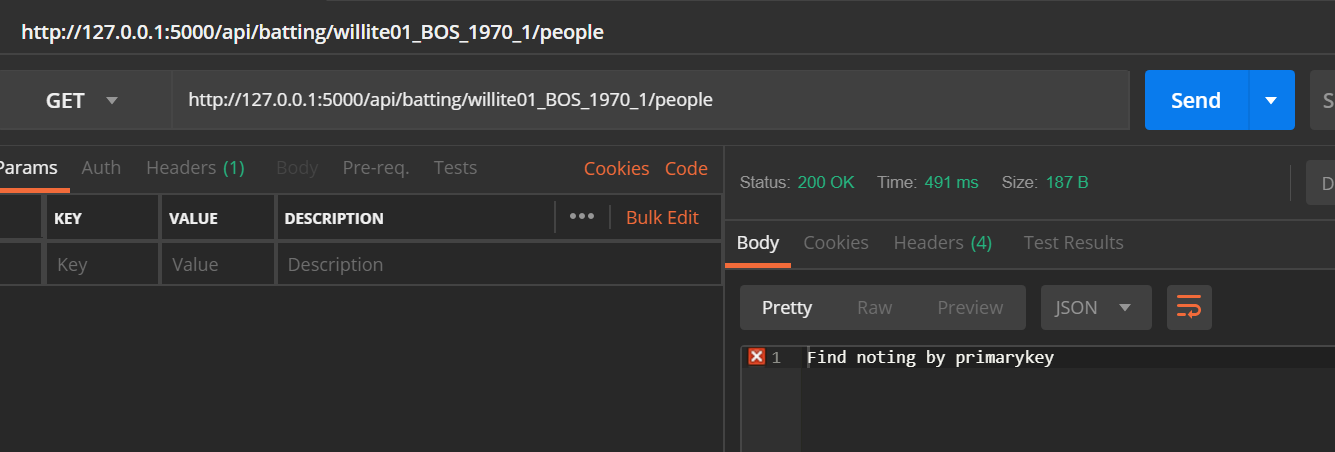 http://127.0.0.1:5000/api/batting/willite01_BOS_1970_1/people
GET http://127.0.0.1:5000/api/batting/willite01_BOS_1970_1/people Send S
Params Auth Headers (1) Body Pre-req. Tests Cookies Code
KEY VALUE DESCRIPTION ••• Bulk Edit
Key Value Description
Status: 200 OK Time: 491 ms Size: 187 B D
Body Cookies Headers (4) Test Results
Pretty Raw Preview JSON
1 Find noting by primarykey